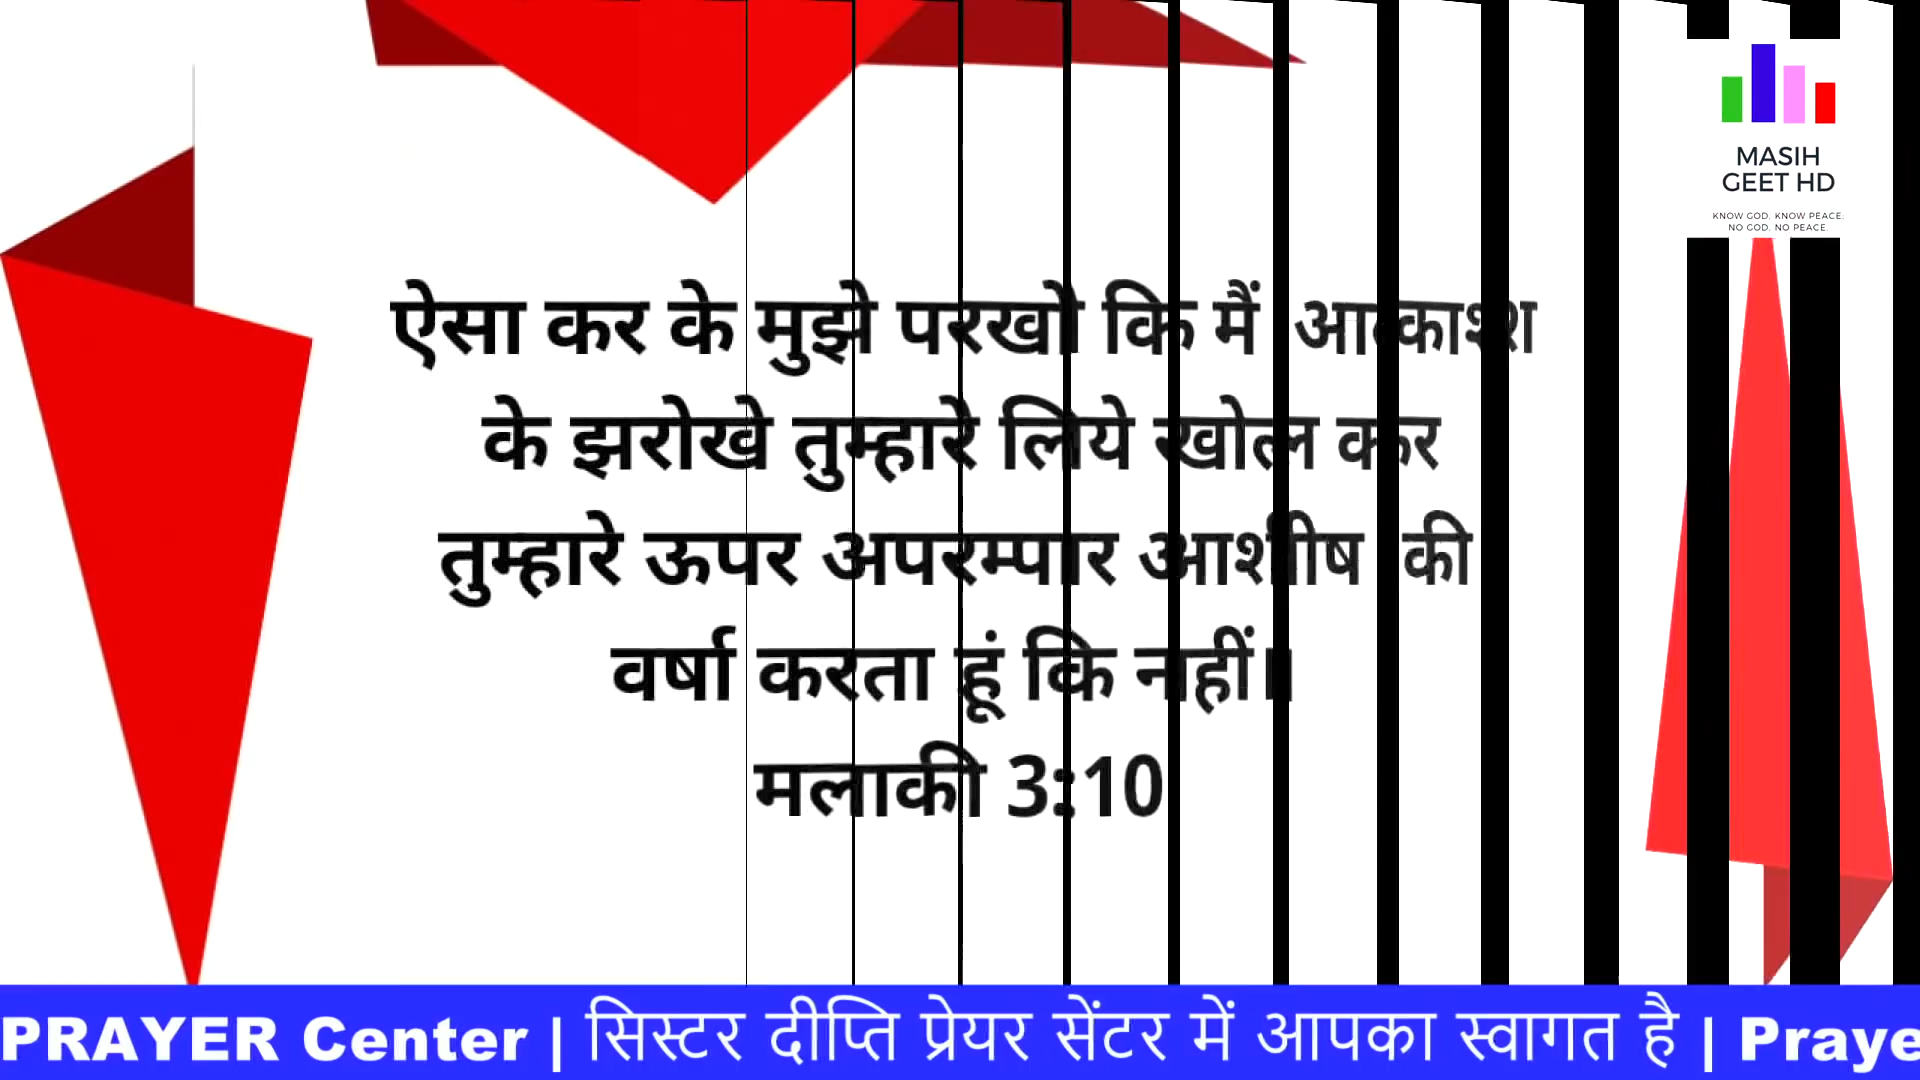 MASIH
GEET HD
KNOW GOD. KNOW PEACE.
NO GOD. NO PEACE.
ऐसा कर के मुझे परखो कि मैं आकाश
के झरोखे तुम्हारे लिये खोल कर
तुम्हारे ऊपर अपरम्पार आशीष की
वर्षा करता हूं कि नहीं।
मलाकी 3:10
PRAYER Center | सिस्टर दीप्ति प्रेयर सेंटर में आपका स्वागत है | Praye